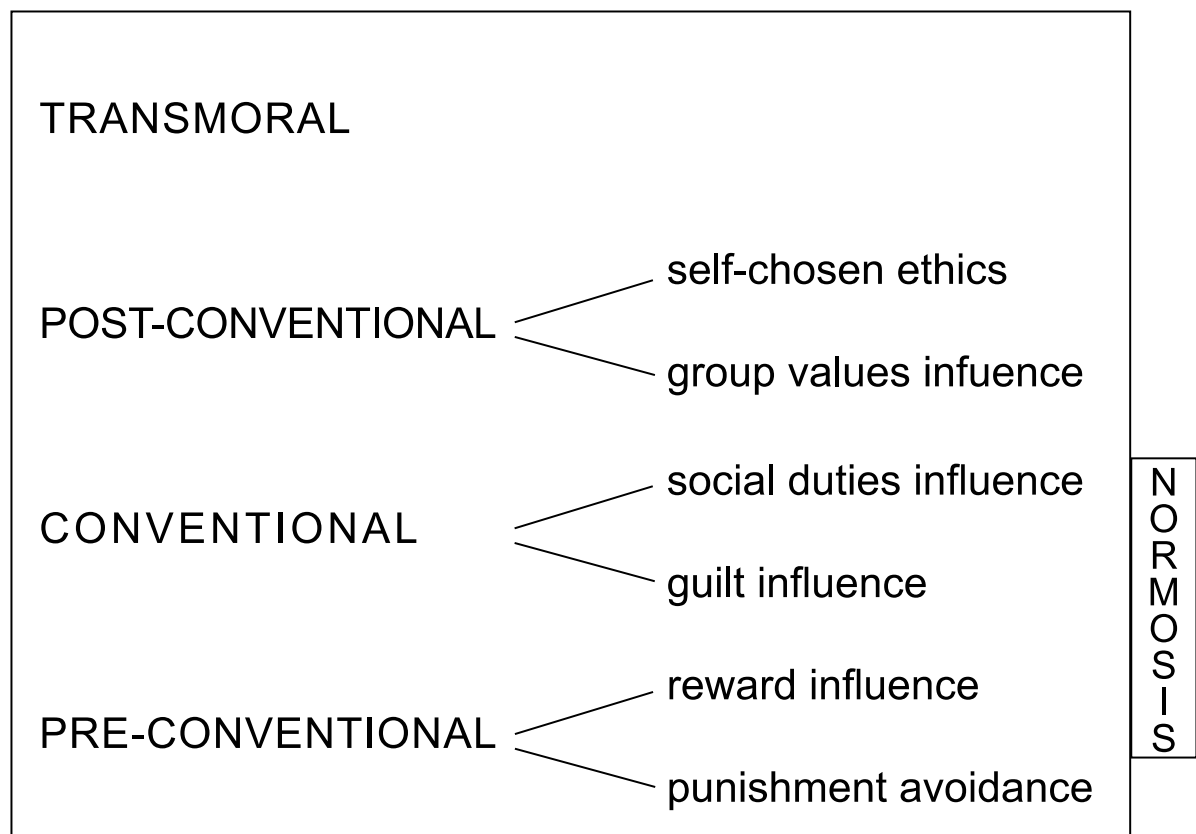 TRANSMORAL
POST-CONVENTIONAL
self-chosen ethics
group values infuence
CONVENTIONAL
social duties influence
guilt influence
PRE-CONVENTIONAL
reward influence
punishment avoidance
NORMOSIS